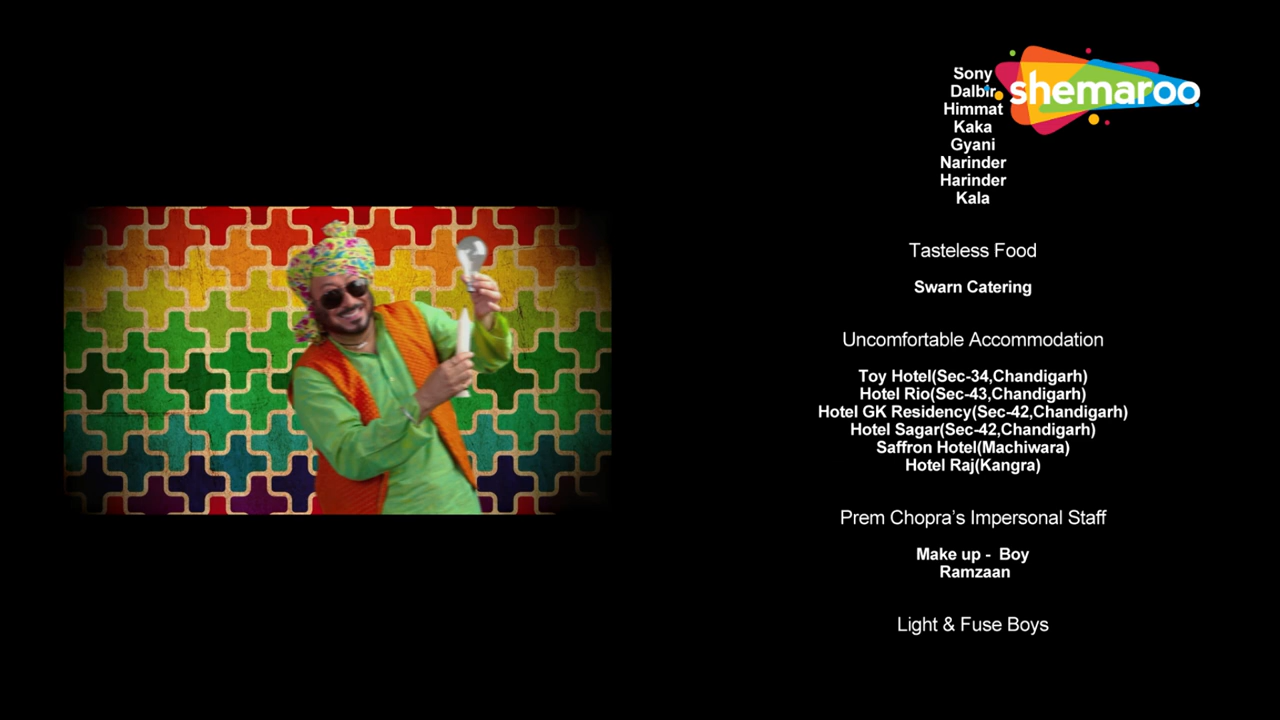 Sony
shemaroo
Dalbir
Himmat
Kaka
Gyani
Narinder
Harinder
Kala
Tasteless Food
Swarn Catering
Uncomfortable Accommodation
Toy Hotel(Sec-34,Chandigarh)
Hotel Rio(Sec-43,Chandigarh)
Hotel GK Residency(Sec-42,Chandigarh)
Hotel Sagar(Sec-42,Chandigarh)
Saffron Hotel(Machiwara)
Hotel Raj(Kangra)
Prem Chopra's Impersonal Staff
Make up - Boy
Ramzaan
Light & Fuse Boys